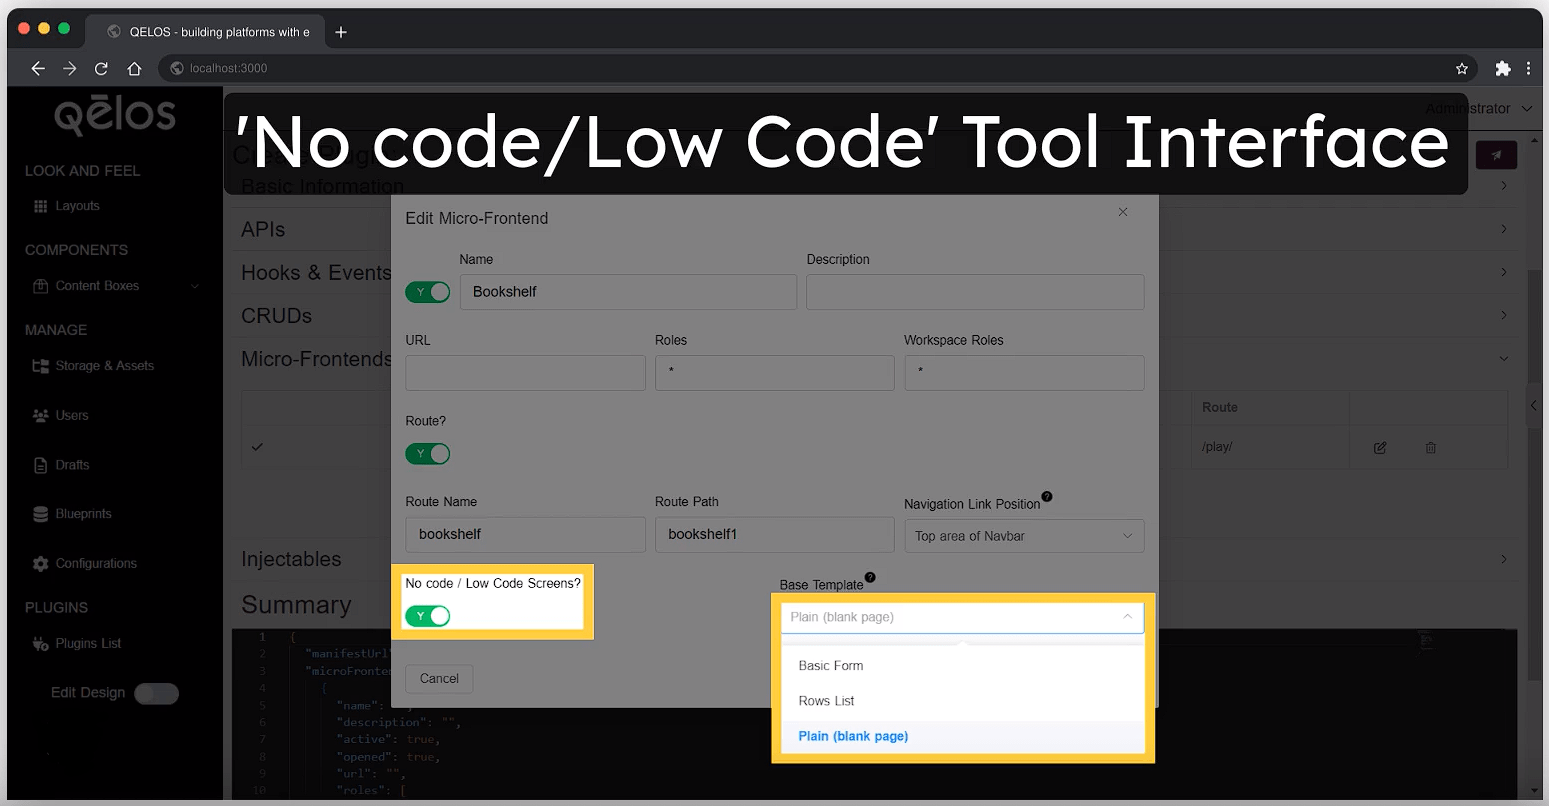 QELOS - building platforms with e
localhost:3000
qēlos
Administrator
'No code/Low Code' Tool Interface
LOOK AND FEEL
Layouts
COMPONENTS
Content Boxes
MANAGE
Storage & Assets
Users
Drafts
Blueprints
Configurations
PLUGINS
Plugins List
Edit Design
Basic Information
APIs
Hooks & Events
CRUDs
Micro-Frontends
Route
/play/
Injectables
Summary
Edit Micro-Frontend
Name
Description
Y
Bookshelf
URL
Roles
Workspace Roles
*
*
Route?
Y
Route Name
Route Path
Navigation Link Position
?
bookshelf
bookshelf1
Top area of Navbar
No code / Low Code Screens?
Y
Base Template
?
Plain (blank page)
Basic Form
Rows List
Plain (blank page)
Cancel
1 {
2 "manifestUrl"
3 "microFronten
4 {
5 "name":
6 "description": "",
7 "active": true,
8 "opened": true,
9 "url": "",
10 "roles": [